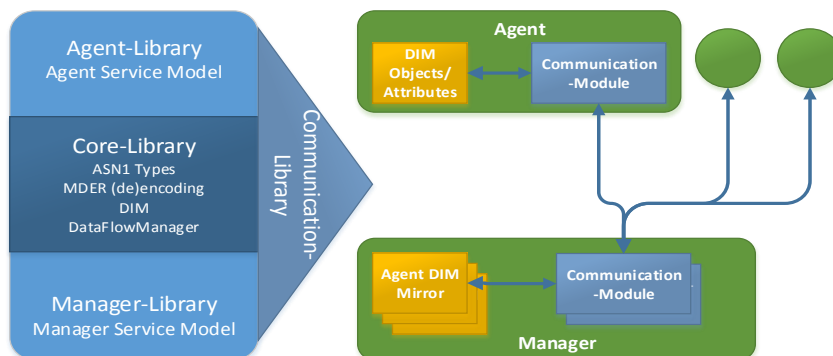 Agent-Library
Agent Service Model
Core-Library
ASN1 Types
MDER (de)encoding
DIM
DataFlowManager
Manager-Library
Manager Service Model
Communication-
Library
Agent
DIM
Objects/
Attributes
Communication
-Module
Agent DIM
Mirror
Communication
-Module
Manager